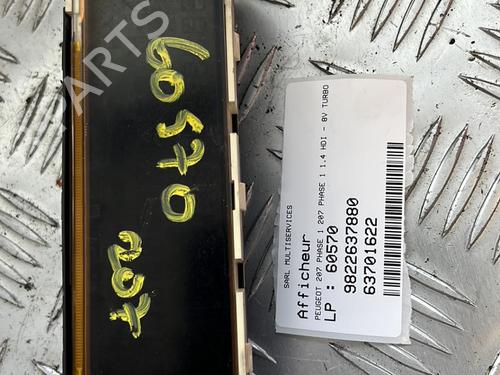 60570
207
SARL MULTISERVICES
Afficheur
PEUGEOT 207 PHASE 1 207 PHASE 1 1.4 HDI - 8V TURBO
LP : 60570
9822637880
63701622